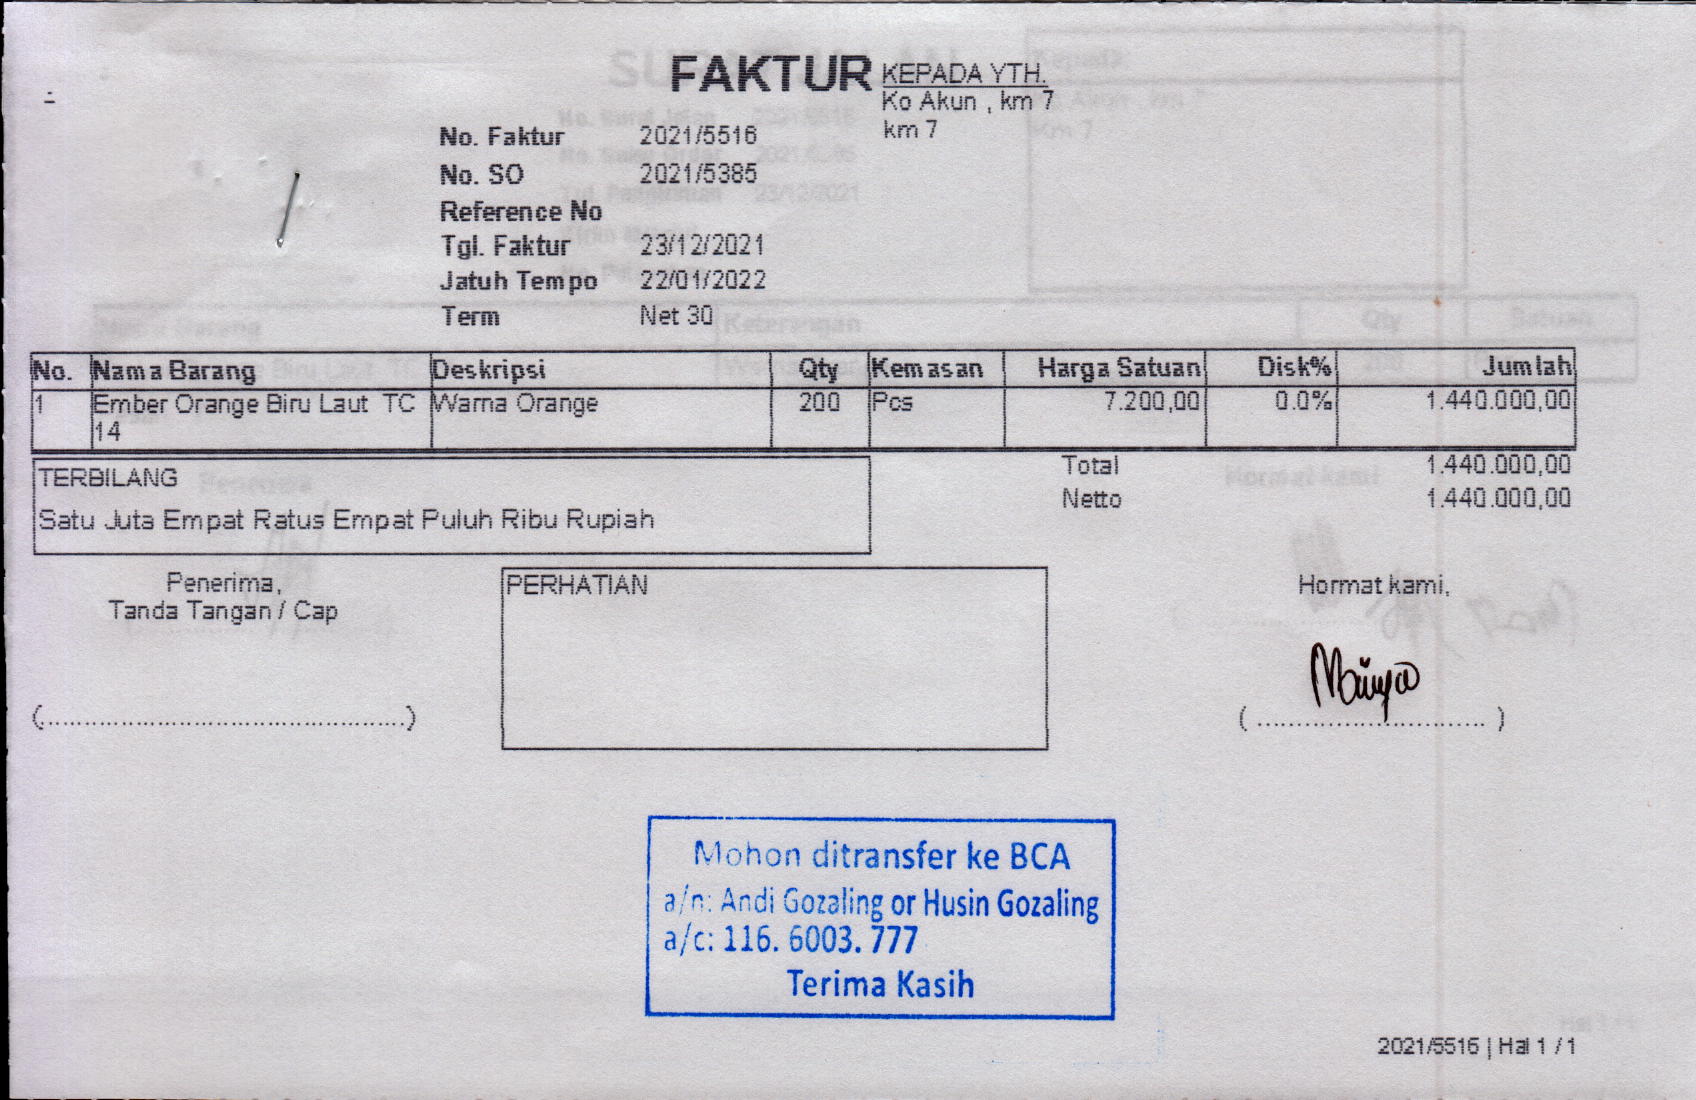 FAKTUR
KEPADA YTH.
Ko Akun , km 7
km 7
No. Faktur 2021/5516
No. SO 2021/5385
Reference No
Tgl. Faktur 23/12/2021
Jatuh Tempo 22/01/2022
Term Net 30
No. Nama Barang Deskripsi Qty Kemasan Harga Satuan Disk% Jumlah
1 Ember Orange Biru Laut TC Warna Orange 200 Pcs 7.200,00 0.0% 1.440.000,00
14
Total 1.440.000,00
Netto 1.440.000,00
TERBILANG
Satu Juta Empat Ratus Empat Puluh Ribu Rupiah
Penerima,
Tanda Tangan / Cap
(................................................)
PERHATIAN
Hormat kami,
( .............................. )
Mohon ditransfer ke BCA
a/n: Andi Gozaling or Husin Gozaling
a/c: 116. 6003. 777
Terima Kasih
2021/5516 | Hal 1 / 1